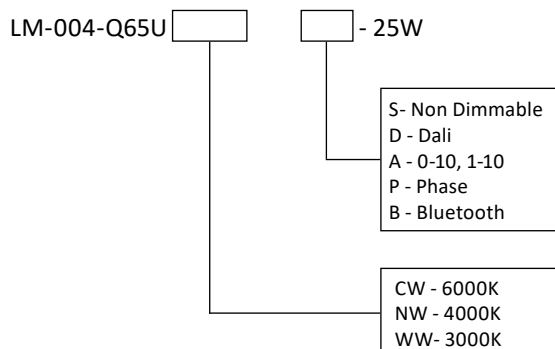 LM-004-Q65U - 25W
S- Non Dimmable
D - Dali
A - 0-10, 1-10
P - Phase
B - Bluetooth
CW - 6000K
NW - 4000K
WW- 3000K